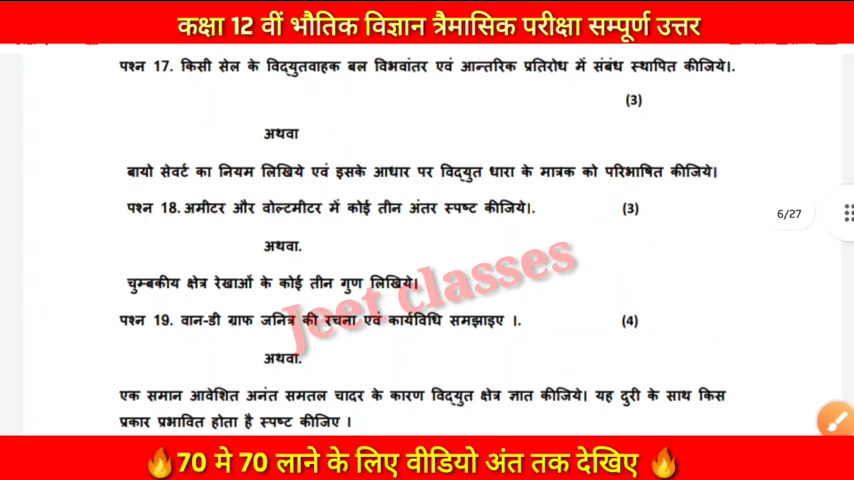 कक्षा 12 वीं भौतिक विज्ञान त्रैमासिक परीक्षा सम्पूर्ण उत्तर
पश्न 17. किसी सेल के विद्युतवाहक बल विभवांतर एवं आन्तरिक प्रतिरोध में संबंध स्थापित कीजिये।.
(3)
अथवा
बायो सेवर्ट का नियम लिखिये एवं इसके आधार पर विद्युत धारा के मात्रक को परिभाषित कीजिये।
पश्न 18. अमीटर और वोल्टमीटर में कोई तीन अंतर स्पष्ट कीजिये।. (3)
6/27
अथवा.
चुम्बकीय क्षेत्र रेखाओं के कोई तीन गुण लिखिये।
Jeet classes
पश्न 19. वान-डी ग्राफ जनित्र की रचना एवं कार्यविधि समझाइए ।. (4)
अथवा.
एक समान आवेशित अनंत समतल चादर के कारण विद्युत क्षेत्र ज्ञात कीजिये। यह दुरी के साथ किस
प्रकार प्रभावित होता है स्पष्ट कीजिए ।
🔥70 मे 70 लाने के लिए वीडियो अंत तक देखिए 🔥